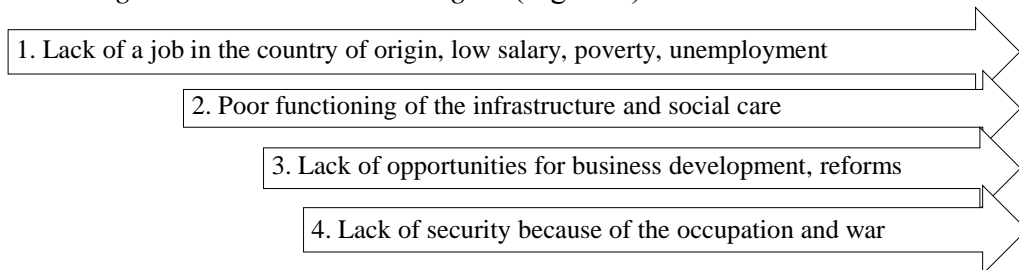 1. Lack of a job in the country of origin, low salary, poverty, unemployment
2. Poor functioning of the infrastructure and social care
3. Lack of opportunities for business development, reforms
4. Lack of security because of the occupation and war